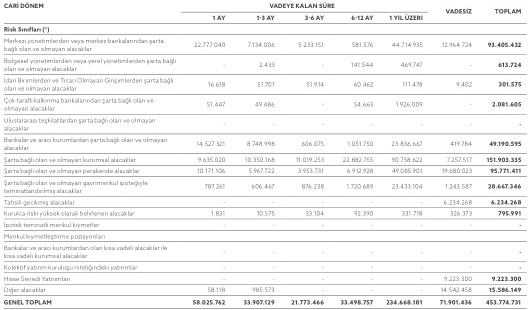 CARİ DÖNEM VADEYE KALAN SÜRE VADESİZ TOPLAM
1 AY 1-3 AY 3-6 AY 6-12 AY 1 YIL ÜZERİ
Risk Sınıfları (*)
Merkezi yönetimlerden veya merkez bankalarından şarta
bağlı olan ve olmayan alacaklar 22.777.040 7.134.006 5.233.151 581.576 44.714.935 12.964.724 93.405.432
Bölgesel yönetimlerden veya yerel yönetimlerden şarta bağlı
olan ve olmayan alacaklar - 2.433 - 141.544 469.747 - 613.724
İdari Birimlerden ve Ticari Olmayan Girişimlerden şarta bağlı
olan ve olmayan alacaklar 16.618 51.701 51.914 60.462 111.478 9.402 301.575
Çok taraflı kalkınma bankalarından şarta bağlı olan ve
olmayan alacaklar 51.447 49.486 - 54.663 1.926.009 - 2.081.605
Uluslararası teşkilatlardan şarta bağlı olan ve olmayan
alacaklar - - - - - - -
Bankalar ve aracı kurumlardan şarta bağlı olan ve olmayan
alacaklar 14.527.321 8.748.998 606.075 1.051.750 23.836.667 419.784 49.190.595
Şarta bağlı olan ve olmayan kurumsal alacaklar 9.635.020 10.350.168 11.019.253 22.882.755 90.758.622 7.257.517 151.903.335
Şarta bağlı olan ve olmayan perakende alacaklar 10.171.106 5.967.722 3.953.731 6.912.928 49.085.901 19.680.023 95.771.411
Şarta bağlı olan ve olmayan gayrimenkul ipoteğiyle
teminatlandırılmış alacaklar 787.261 606.467 876.238 1.720.689 23.433.104 1.243.587 28.667.346
Tahsili gecikmiş alacaklar - - - - - 6.234.268 6.234.268
Kurulca riski yüksek olarak belirlenen alacaklar 1.831 10.575 33.104 92.390 331.718 326.373 795.991
İpotek teminatlı menkul kıymetler - - - - - - -
Menkul kıymetleştirme pozisyonları
Bankalar ve aracı kurumlardan olan kısa vadeli alacaklar ile
kısa vadeli kurumsal alacaklar - - - - - - -
Kolektif yatırım kuruluşu niteliğindeki yatırımlar - - - - - - -
Hisse Senedi Yatırımları - - - - - 9.223.300 9.223.300
Diğer alacaklar 58.118 985.573 - - - 14.542.458 15.586.149
GENEL TOPLAM 58.025.762 33.907.129 21.773.466 33.498.757 234.668.181 71.901.436 453.774.731